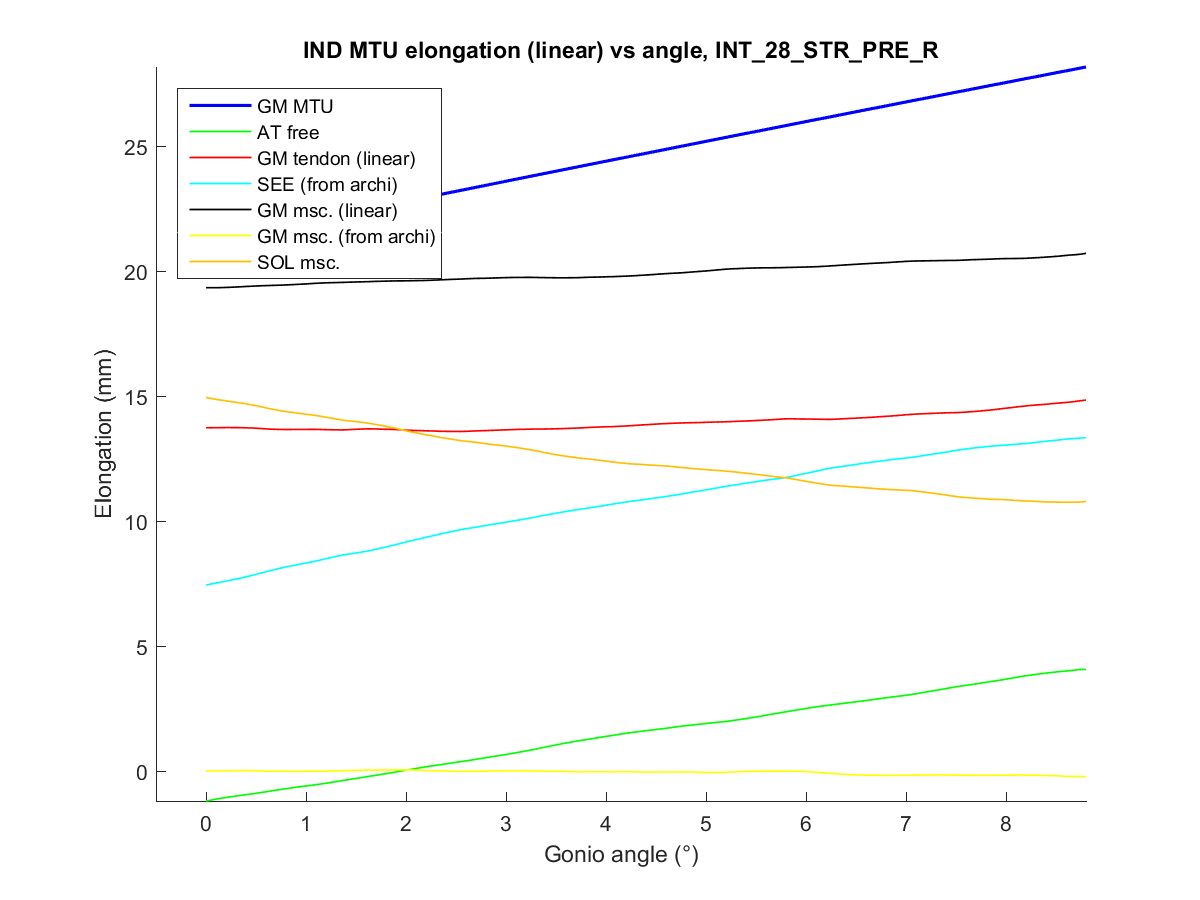 IND MTU elongation (linear) vs angle, INT_28_STR_PRE_R
GM MTU
AT free
GM tendon (linear)
SEE (from archi)
GM msc. (linear)
GM msc. (from archi)
SOL msc.
25
20
15
10
5
0
Elongation (mm)
0 1 2 3 4 5 6 7 8
Gonio angle (°)